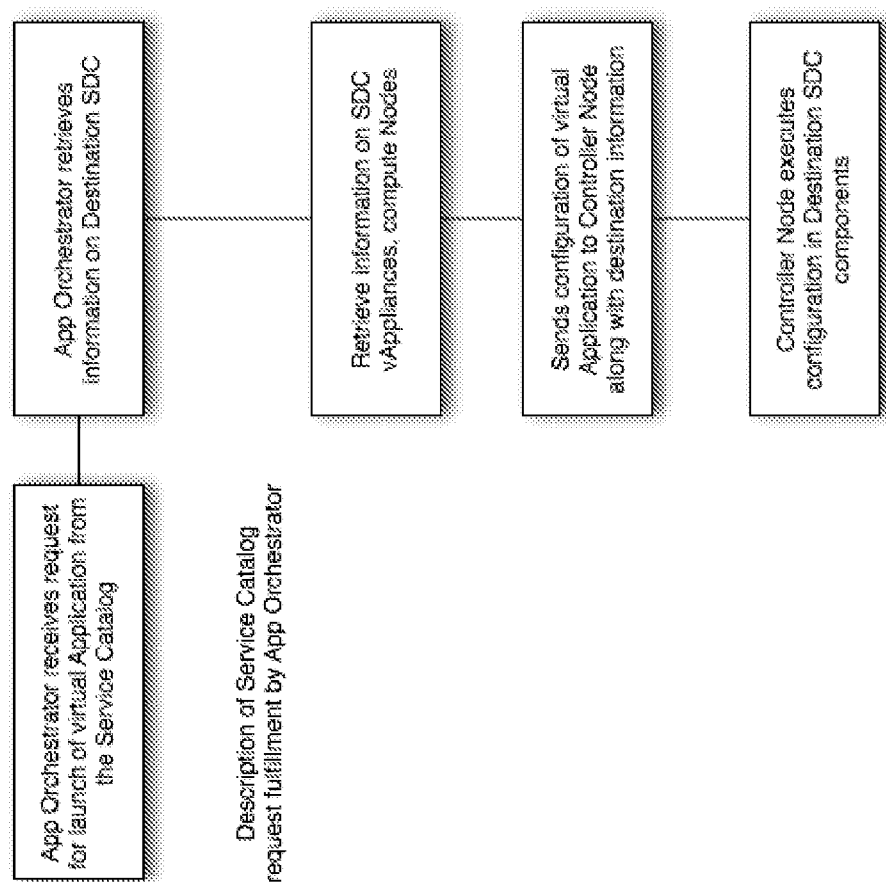 App Orchestrator receives request
for launch of virtual Application from
the Service Catalog
App Orchestrator retrieves
information on Destination SDC
Retrieve information on SDC
vAppliances, compute Nodes
Sends configuration of virtual
Application to Controller Node
along with destination information
Controller Node executes
configuration in Destination SDC
components
Description of Service Catalog
request fulfillment by App Orchestrator